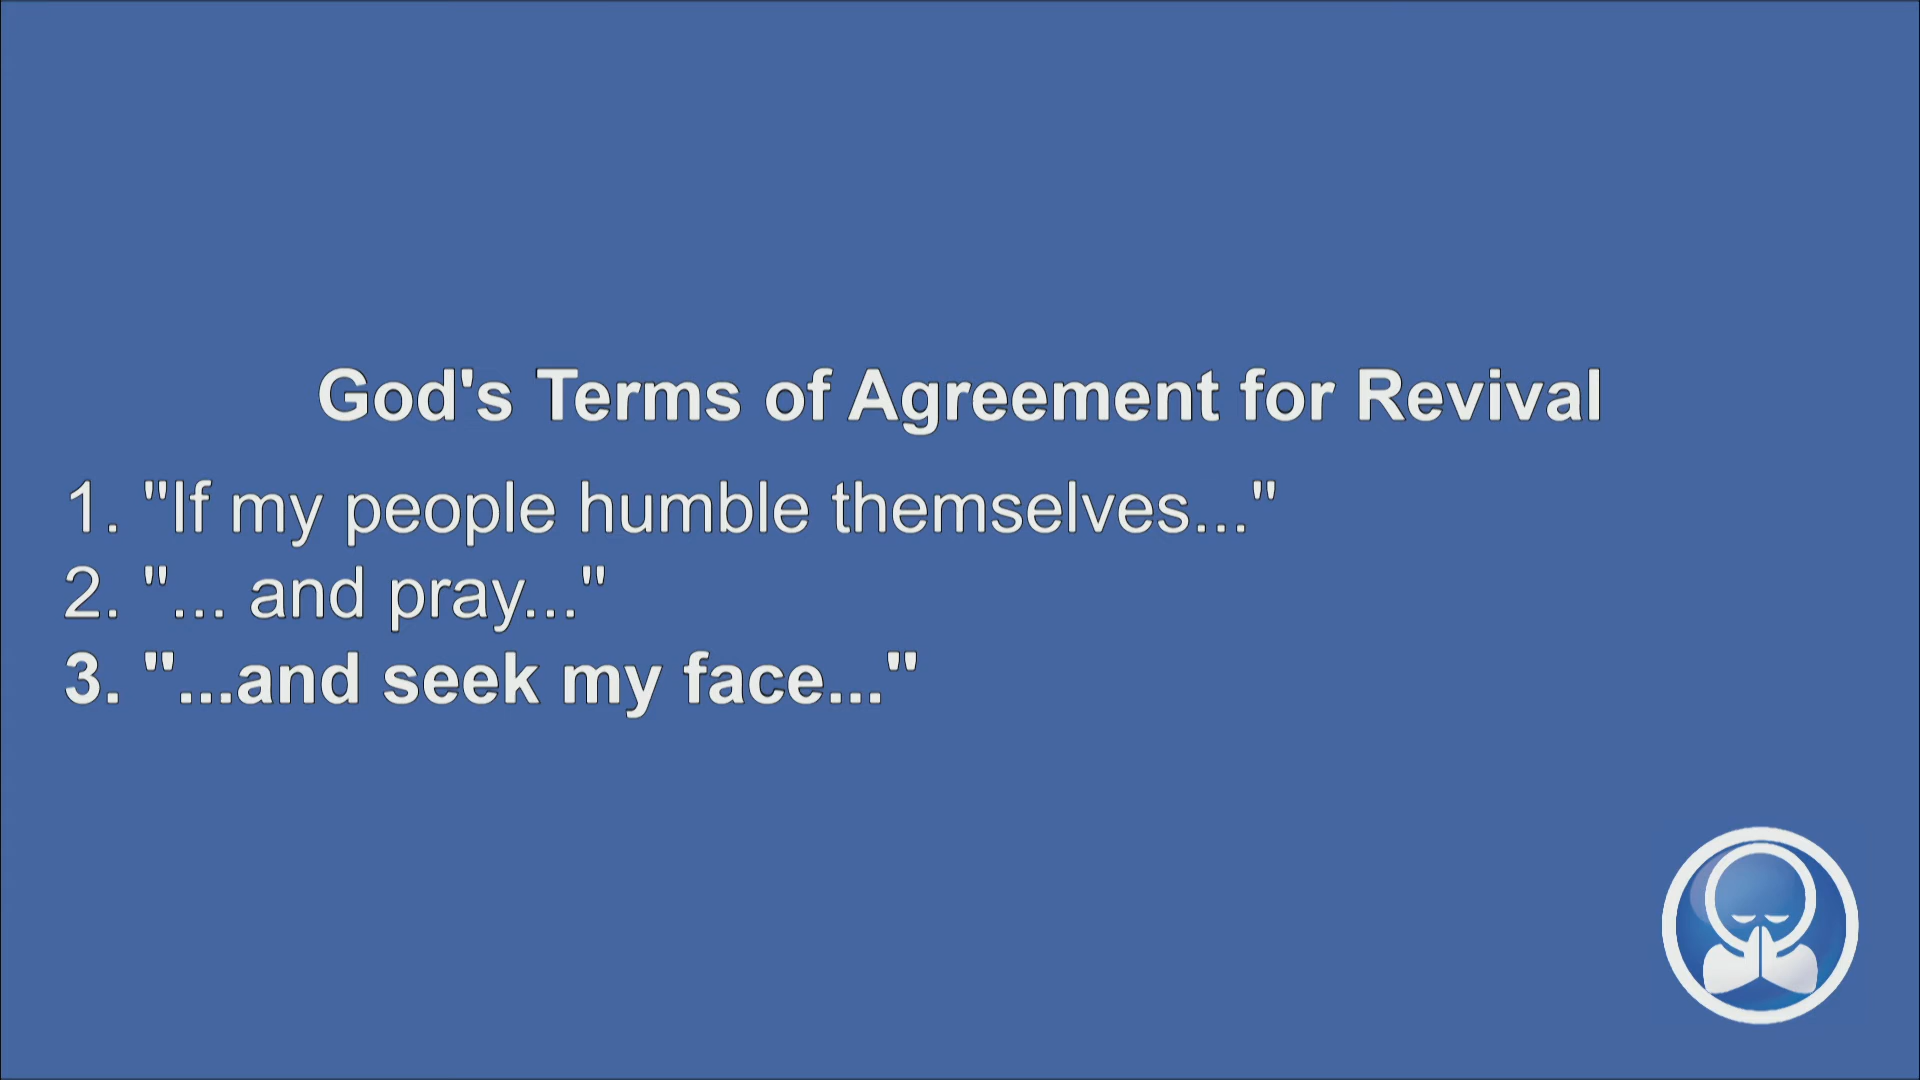 God's Terms of Agreement for Revival
1. "If my people humble themselves..."
2. "... and pray..."
3. "...and seek my face..."